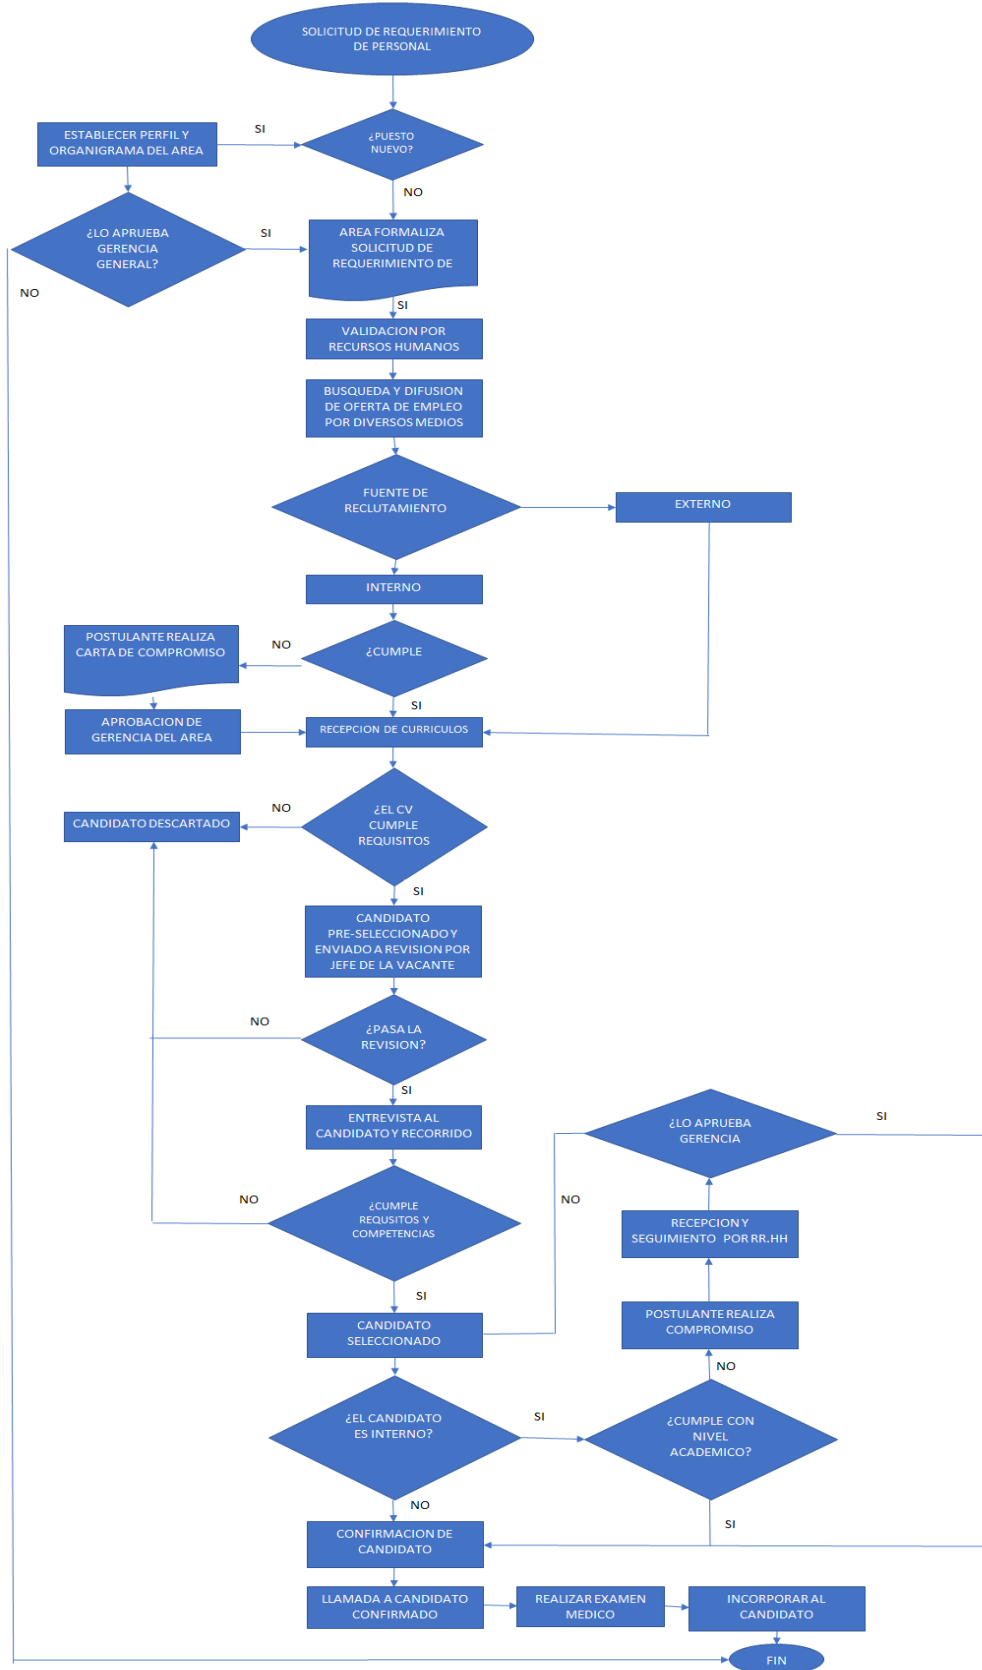 SOLICITUD DE REQUERIMIENTO
DE PERSONAL
SI
¿PUESTO
NUEVO?
ESTABLECER PERFIL Y
ORGANIGRAMA DEL AREA
NO
¿LO APRUEBA
GERENCIA
GENERAL?
SI
AREA FORMALIZA
SOLICITUD DE
REQUERIMIENTO DE
NO
SI
VALIDACION POR
RECURSOS HUMANOS
BUSQUEDA Y DIFUSION
DE OFERTA DE EMPLEO
POR DIVERSOS MEDIOS
FUENTE DE
RECLUTAMIENTO
EXTERNO
INTERNO
POSTULANTE REALIZA
CARTA DE COMPROMISO
NO
¿CUMPLE
SI
APROBACION DE
GERENCIA DEL AREA
RECEPCION DE CURRICULOS
CANDIDATO DESCARTADO
NO
¿EL CV
CUMPLE
REQUISITOS
SI
CANDIDATO
PRE-SELECCIONADO Y
ENVIADO A REVISION POR
JEFE DE LA VACANTE
NO
¿PASA LA
REVISION?
SI
ENTREVISTA AL
CANDIDATO Y RECORRIDO
¿LO APRUEBA
GERENCIA
SI
NO
¿CUMPLE
REQUSITOS Y
COMPETENCIAS
NO
RECEPCION Y
SEGUIMIENTO POR RR.HH
SI
CANDIDATO
SELECCIONADO
POSTULANTE REALIZA
COMPROMISO
NO
¿EL CANDIDATO
ES INTERNO?
SI
¿CUMPLE CON
NIVEL
ACADEMICO?
NO
SI
CONFIRMACION DE
CANDIDATO
LLAMADA A CANDIDATO
CONFIRMADO
REALIZAR EXAMEN
MEDICO
INCORPORAR AL
CANDIDATO
FIN